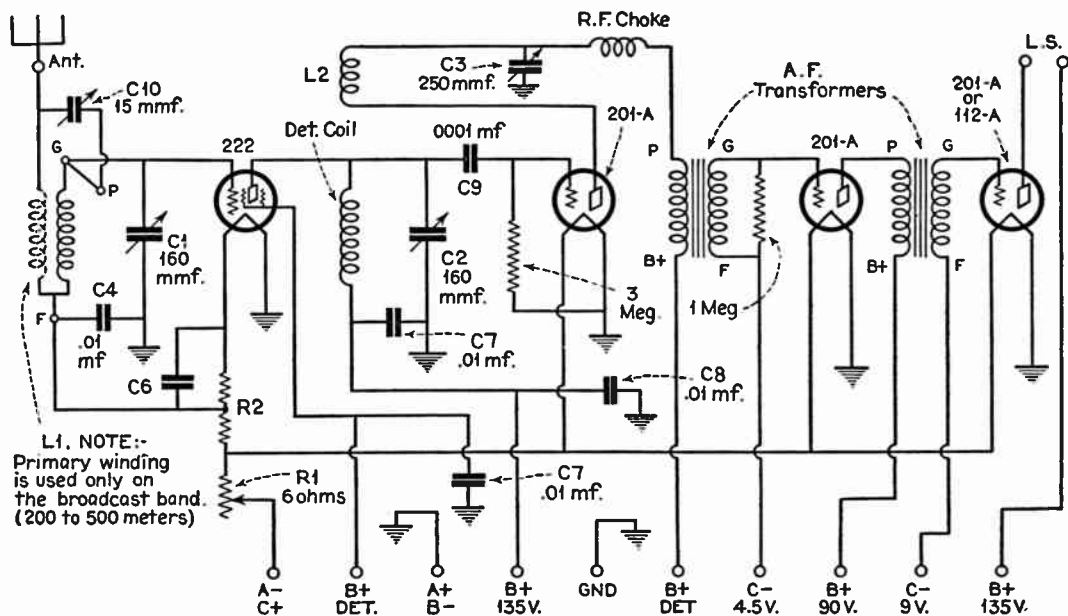 R.F. Choke
L.S.
Ant.
C10
15 mmf.
L2
C3
250 mmf.
A.F.
Transformers
201-A
or
112-A
Det. Coil
0001 mf
201-A
G
P
222
C9
P
G
201-A
P
G
C1
160
mmf.
C2
160
mmf.
3
Meg.
B+
F
1 Meg
B+
F
F
C4
.01
mf
C7
.01 mf.
C6
R2
C8
.01 mf.
L1. NOTE:-
Primary winding
is used only on
the broadcast band.
(200 to 500 meters)
R1
6 ohms
C7
.01 mf.
A-
C+
B+
DET.
A+
B-
B+
135 V.
GND
B+
DET
C-
4.5 V.
B+
90 V.
C-
9 V.
B+
135 V.